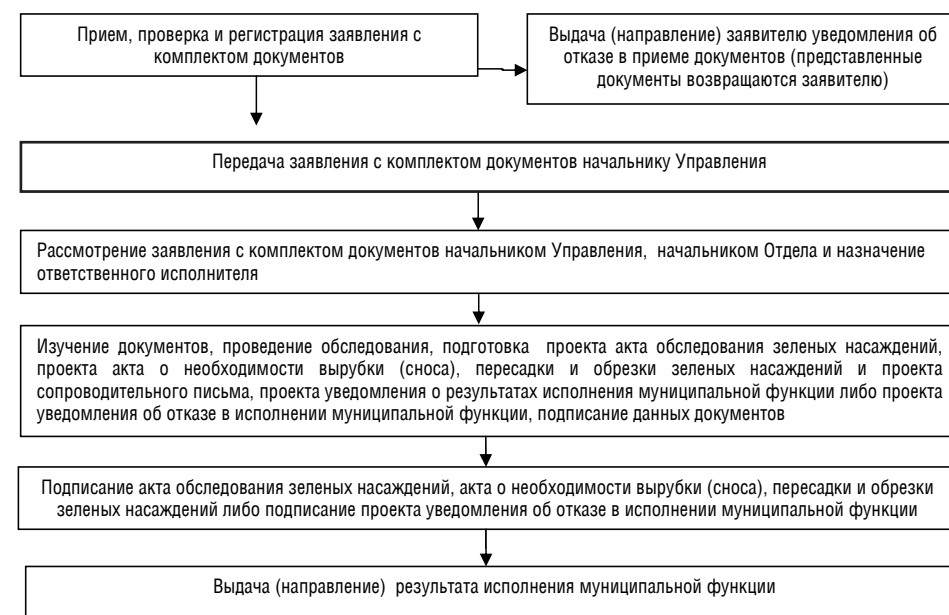 Прием, проверка и регистрация заявления с
комплектом документов
Выдача (направление) заявителю уведомления об
отказе в приеме документов (представленные
документы возвращаются заявителю)
Передача заявления с комплектом документов начальнику Управления
Рассмотрение заявления с комплектом документов начальником Управления, начальником Отдела и назначение
ответственного исполнителя
Изучение документов, проведение обследования, подготовка проекта акта обследования зеленых насаждений,
проекта акта о необходимости вырубки (сноса), пересадки и обрезки зеленых насаждений и проекта
сопроводительного письма, проекта уведомления о результатах исполнения муниципальной функции либо проекта
уведомления об отказе в исполнении муниципальной функции, подписание данных документов
Подписание акта обследования зеленых насаждений, акта о необходимости вырубки (сноса), пересадки и обрезки
зеленых насаждений либо подписание проекта уведомления об отказе в исполнении муниципальной функции
Выдача (направление) результата исполнения муниципальной функции